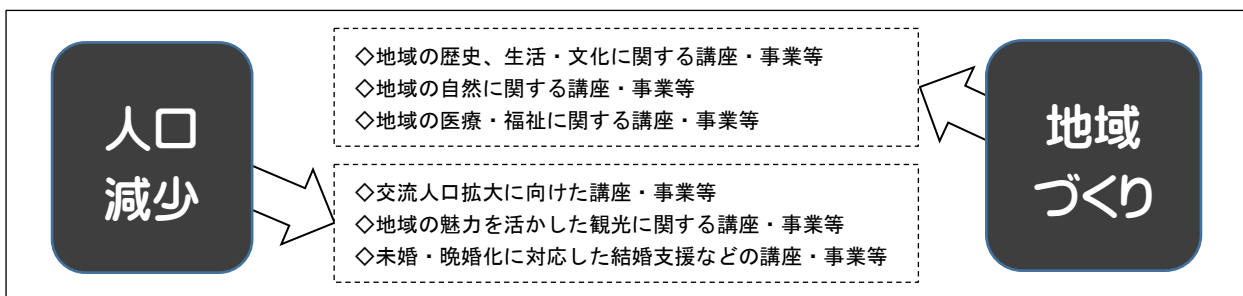 人口
減少
◇地域の歴史、生活・文化に関する講座・事業等
◇地域の自然に関する講座・事業等
◇地域の医療・福祉に関する講座・事業等
◇交流人口拡大に向けた講座・事業等
◇地域の魅力を活かした観光に関する講座・事業等
◇未婚・晩婚化に対応した結婚支援などの講座・事業等
地域
づくり